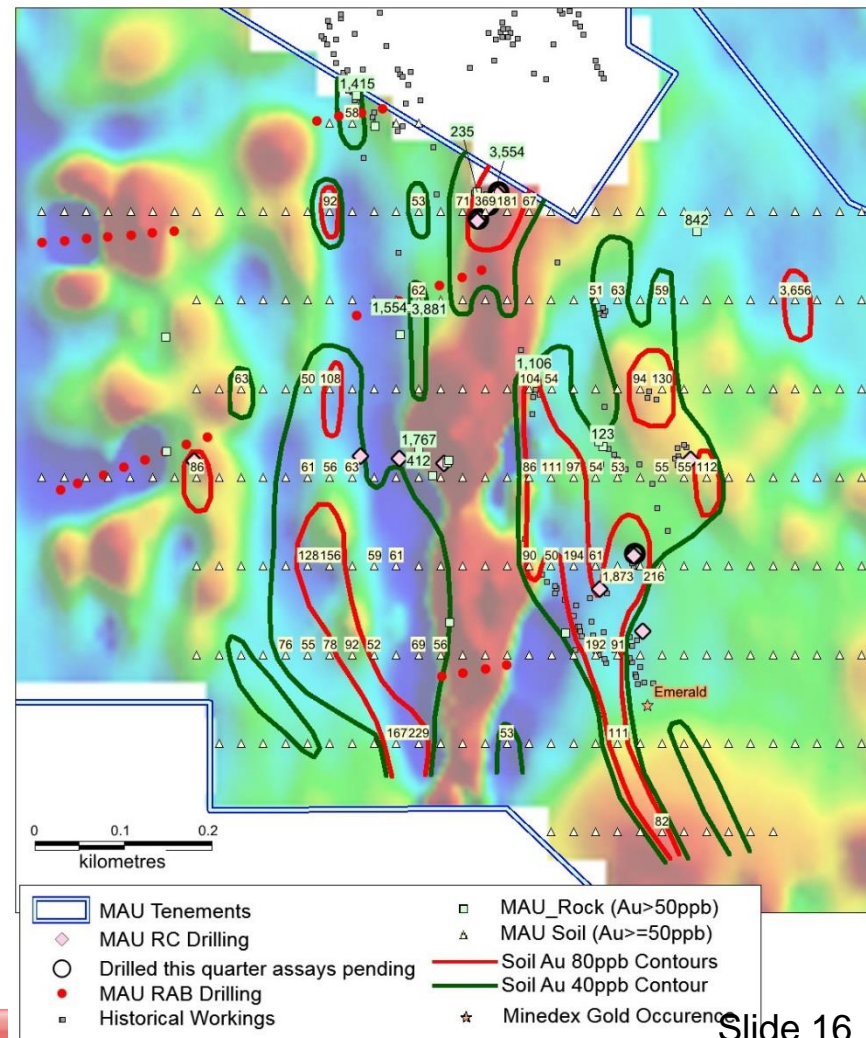 1,415
58
235
3,554
92
53
71 369 181 67
842
62
51 63 59
3,656
1,554 3,881
1,106
63
50 108
104 54
94 130
123
1,767
412
86
61 56 63
86 111 97 54 53
55 55 112
128 156
59 61
90 50 194 61
1,873 216
76 55 78 92 52
69 56
192 91
Emerald
167 229
53
111
82
0 0.1 0.2
kilometres
MAU Tenements
MAU RC Drilling
Drilled this quarter assays pending
MAU RAB Drilling
Historical Workings
MAU_Rock (Au>50ppb)
MAU Soil (Au>=50ppb)
Soil Au 80ppb Contours
Soil Au 40ppb Contour
Minedex Gold Occurence
Slide 16